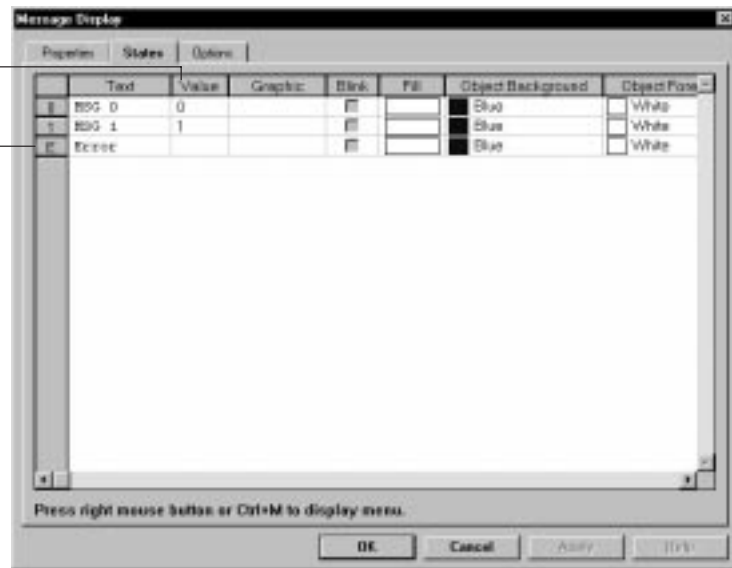 Message Display
Properties States Options
Text Value Graphic Blink Fill Object Background Object Fore
0 MSG 0 0 Blue White
1 MSG 1 1 Blue White
E Error Blue White
Press right mouse button or Ctrl+M to display menu.
OK Cancel Apply Help